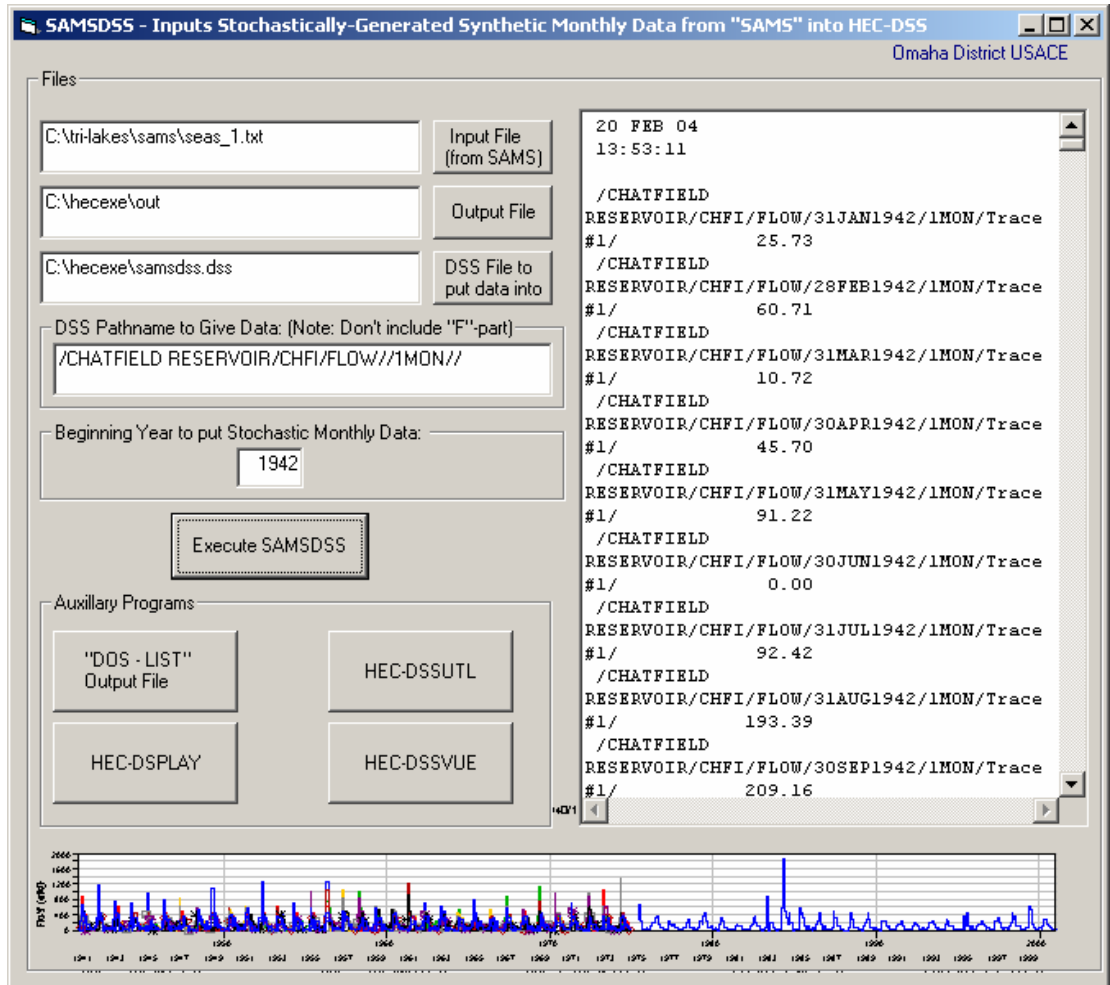 SAMSDSS - Inputs Stochastically-Generated Synthetic Monthly Data from "SAMS" into HEC-DSS
Omaha District USACE
Files
C:\tri-lakes\sams\seas_1.txt
Input File
(from SAMS)
C:\hecexe\out
Output File
C:\hecexe\samsdss.dss
DSS File to
put data into
DSS Pathname to Give Data: (Note: Don't include "F"-part)
/CHATFIELD RESERVOIR/CHFI/FLOW//1MON//
Beginning Year to put Stochastic Monthly Data:
1942
Execute SAMSDSS
Auxillary Programs
"DOS - LIST"
Output File
HEC-DSSUTL
HEC-DSPLAY
HEC-DSSVUE
20 FEB 04
13:53:11
/CHATFIELD
RESERVOIR/CHFI/FLOW/31JAN1942/1MON/Trace
#1/ 25.73
/CHATFIELD
RESERVOIR/CHFI/FLOW/28FEB1942/1MON/Trace
#1/ 60.71
/CHATFIELD
RESERVOIR/CHFI/FLOW/31MAR1942/1MON/Trace
#1/ 10.72
/CHATFIELD
RESERVOIR/CHFI/FLOW/30APR1942/1MON/Trace
#1/ 45.70
/CHATFIELD
RESERVOIR/CHFI/FLOW/31MAY1942/1MON/Trace
#1/ 91.22
/CHATFIELD
RESERVOIR/CHFI/FLOW/30JUN1942/1MON/Trace
#1/ 0.00
/CHATFIELD
RESERVOIR/CHFI/FLOW/31JUL1942/1MON/Trace
#1/ 92.42
/CHATFIELD
RESERVOIR/CHFI/FLOW/31AUG1942/1MON/Trace
#1/ 193.39
/CHATFIELD
RESERVOIR/CHFI/FLOW/30SEP1942/1MON/Trace
#1/ 209.16